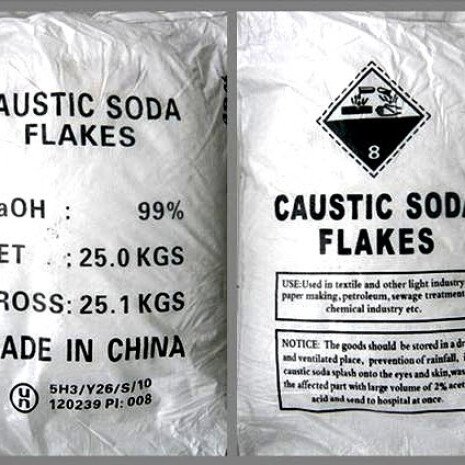 AUSTIC SODA
FLAKES
aOH : 99%
ET : 25.0 KGS
ROSS: 25.1 KGS
ADE IN CHINA
un 5H3/Y26/S/10
120239 PI: 008
8
CAUSTIC SODA
FLAKES
USE:Used in textile and other light industry
paper making, petroleum, sewage treatment
chemical industry etc.
NOTICE: The goods should be stored in a dr
and ventilated place, prevention of rainfall,
caustic soda splash onto the eyes and skin, was
the affected part with large volume of 2% acet
acid and send to hospital at once.